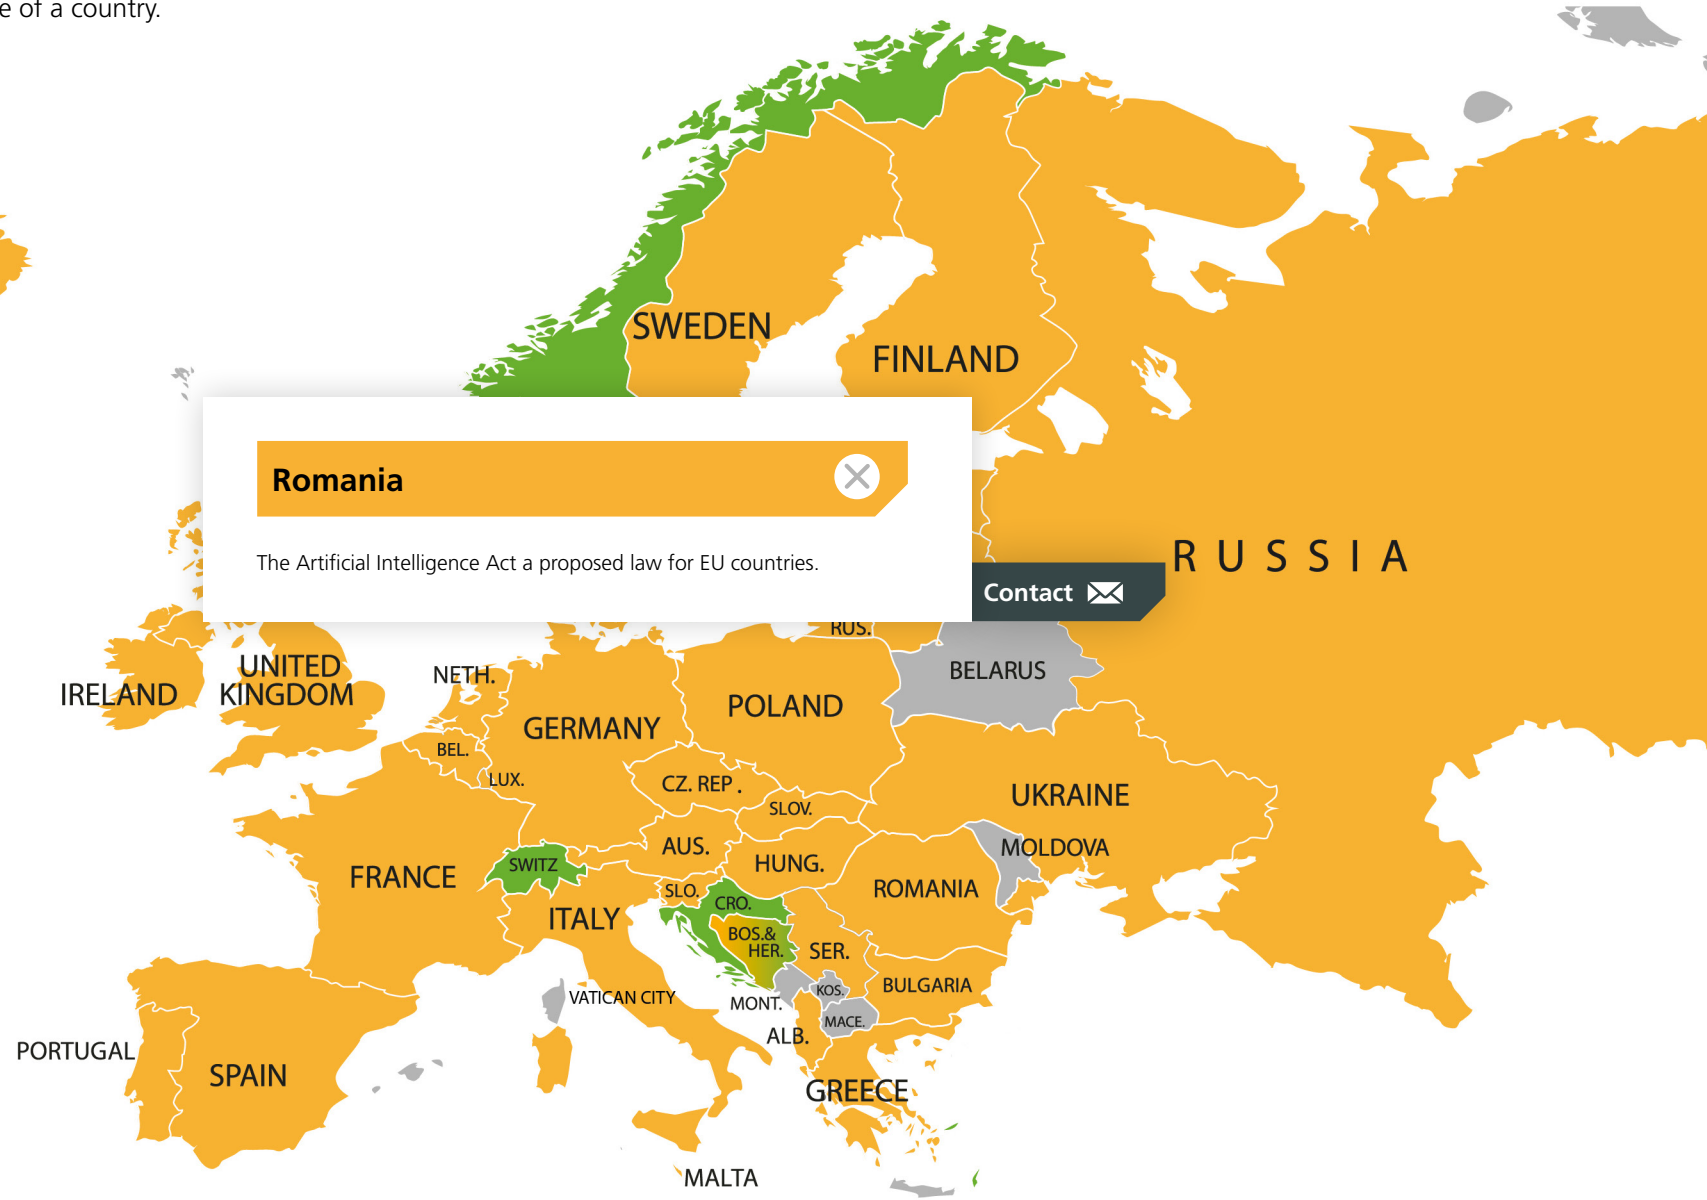 e of a country.
SWEDEN
FINLAND
Romania
The Artificial Intelligence Act a proposed law for EU countries.
RUSSIA
Contact
RUS.
UNITED
KINGDOM
IRELAND
NETH.
BELARUS
GERMANY
POLAND
BEL.
LUX.
CZ. REP.
SLOV.
UKRAINE
AUS.
MOLDOVA
SWITZ
HUNG.
FRANCE
ROMANIA
SLO.
CRO.
ITALY
BOS.&
HER.
SER.
BULGARIA
KOS.
VATICAN CITY
MONT.
MACE.
ALB.
PORTUGAL
SPAIN
GREECE
MALTA